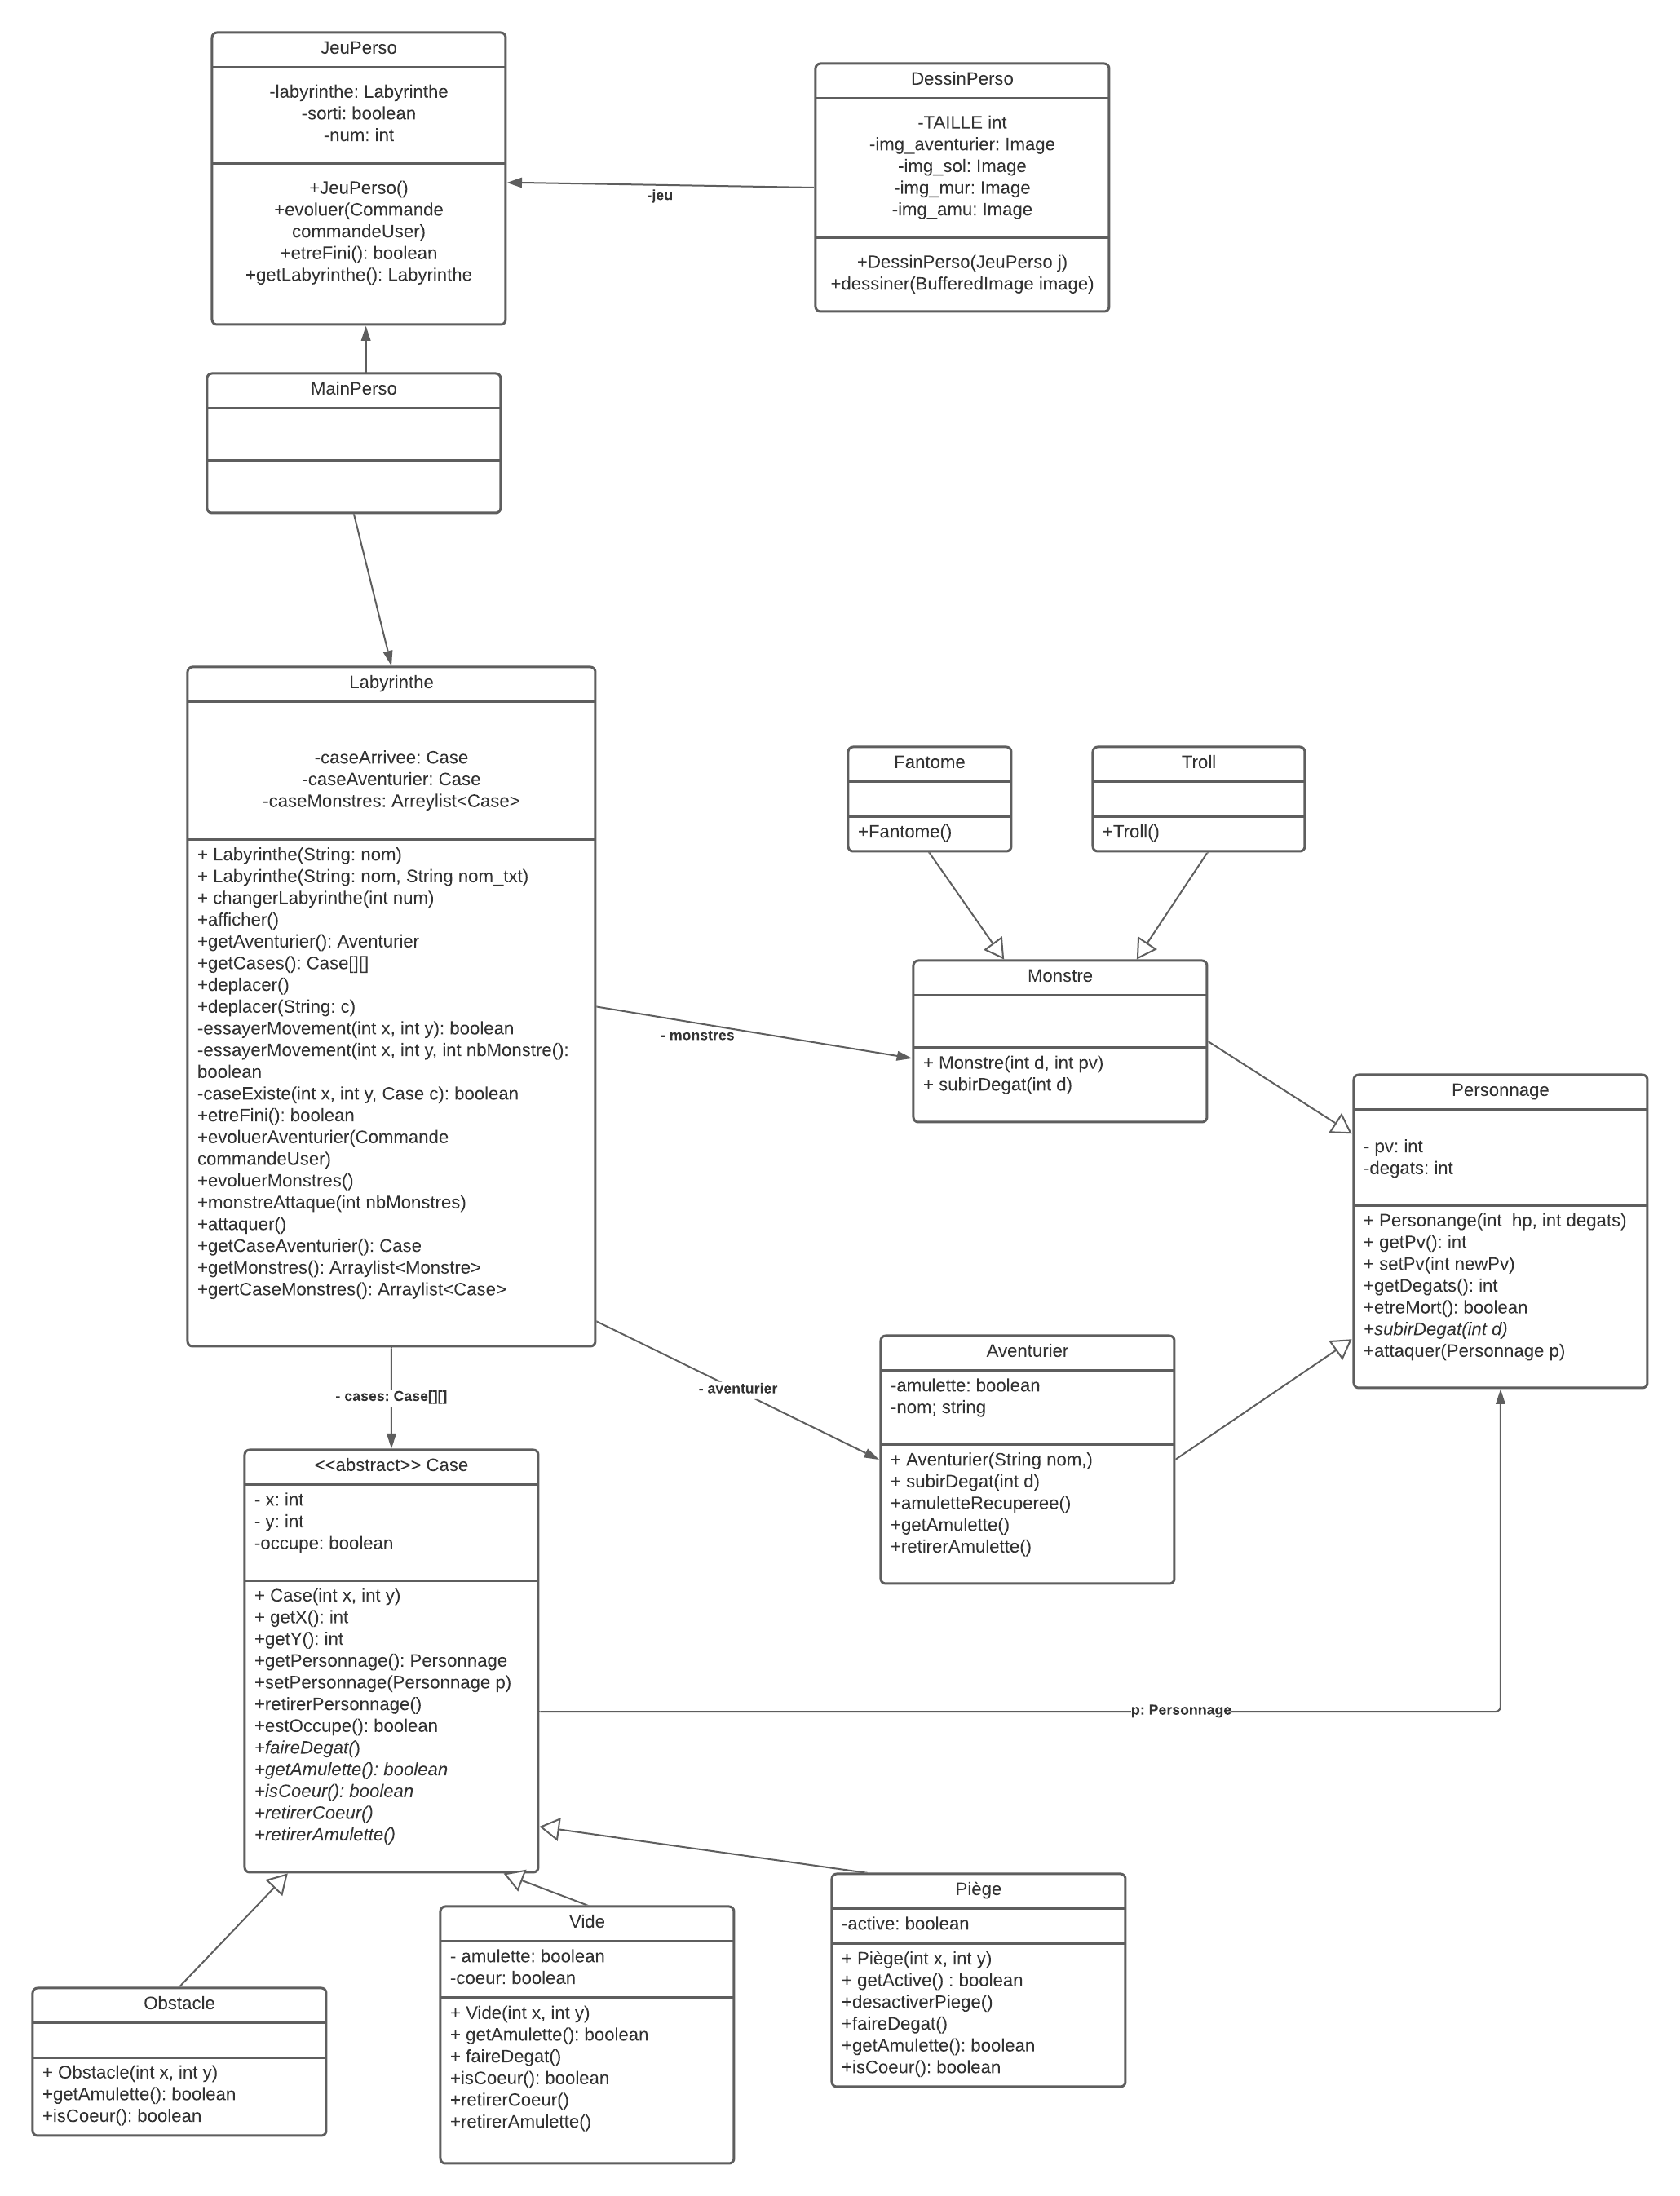 JeuPerso
-labyrinthe: Labyrinthe
-sorti: boolean
-num: int
+JeuPerso()
+evoluer(Commande
commandeUser)
+etreFini(): boolean
+getLabyrinthe(): Labyrinthe
DessinPerso
-TAILLE int
-img_aventurier: Image
-img_sol: Image
-img_mur: Image
-img_amu: Image
+DessinPerso(JeuPerso j)
+dessiner(BufferedImage image)
-jeu
MainPerso
Labyrinthe
-caseArrivee: Case
-caseAventurier: Case
-caseMonstres: Arreylist<Case>
+ Labyrinthe(String: nom)
+ Labyrinthe(String: nom, String nom_txt)
+ changerLabyrinthe(int num)
+afficher()
+getAventurier(): Aventurier
+getCases(): Case[][]
+deplacer()
+deplacer(String: c)
-essayerMovement(int x, int y): boolean
-essayerMovement(int x, int y, int nbMonstre():
boolean
-caseExiste(int x, int y, Case c): boolean
+etreFini(): boolean
+evoluerAventurier(Commande
commandeUser)
+evoluerMonstres()
+monstreAttaque(int nbMonstres)
+attaquer()
+getCaseAventurier(): Case
+getMonstres(): Arraylist<Monstre>
+gertCaseMonstres(): Arraylist<Case>
Fantome
+Fantome()
Troll
+Troll()
- monstres
Monstre
+ Monstre(int d, int pv)
+ subirDegat(int d)
Personnage
- pv: int
-degats: int
+ Personange(int  hp, int degats)
+ getPv(): int
+ setPv(int newPv)
+getDegats(): int
+etreMort(): boolean
+subirDegat(int d)
+attaquer(Personnage p)
- aventurier
Aventurier
-amulette: boolean
-nom; string
+ Aventurier(String nom,)
+ subirDegat(int d)
+amuletteRecuperee()
+getAmulette()
+retirerAmulette()
- cases: Case[][]
<<abstract>> Case
- x: int
- y: int
-occupe: boolean
+ Case(int x, int y)
+ getX(): int
+getY(): int
+getPersonnage(): Personnage
+setPersonnage(Personnage p)
+retirerPersonnage()
+estOccupe(): boolean
+faireDegat()
+getAmulette(): boolean
+isCoeur(): boolean
+retirerCoeur()
+retirerAmulette()
p: Personnage
Obstacle
+ Obstacle(int x, int y)
+getAmulette(): boolean
+isCoeur(): boolean
Vide
- amulette: boolean
-coeur: boolean
+ Vide(int x, int y)
+ getAmulette(): boolean
+ faireDegat()
+isCoeur(): boolean
+retirerCoeur()
+retirerAmulette()
Piège
-active: boolean
+ Piège(int x, int y)
+ getActive() : boolean
+desactiverPiege()
+faireDegat()
+getAmulette(): boolean
+isCoeur(): boolean